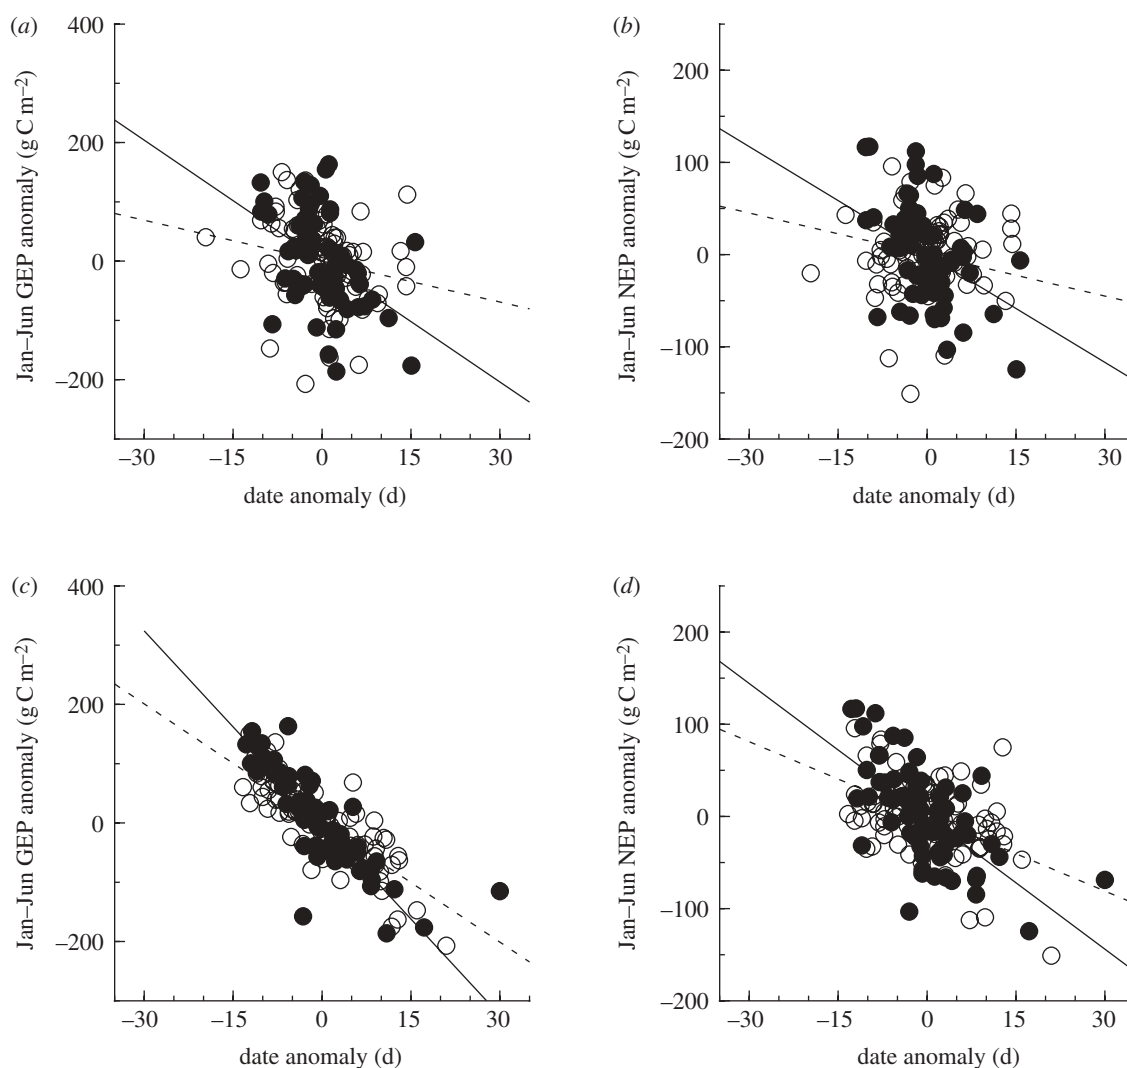 (a)
400
200
0
−200
Jan–Jun GEP anomaly (g C m−2)
−30 −15 0 15 30
date anomaly (d)
(b)
200
100
0
−100
−200
Jan–Jun NEP anomaly (g C m−2)
−30 −15 0 15 30
date anomaly (d)
(c)
400
200
0
−200
Jan–Jun GEP anomaly (g C m−2)
−30 −15 0 15 30
date anomaly (d)
(d)
200
100
0
−100
−200
Jan–Jun NEP anomaly (g C m−2)
−30 −15 0 15 30
date anomaly (d)